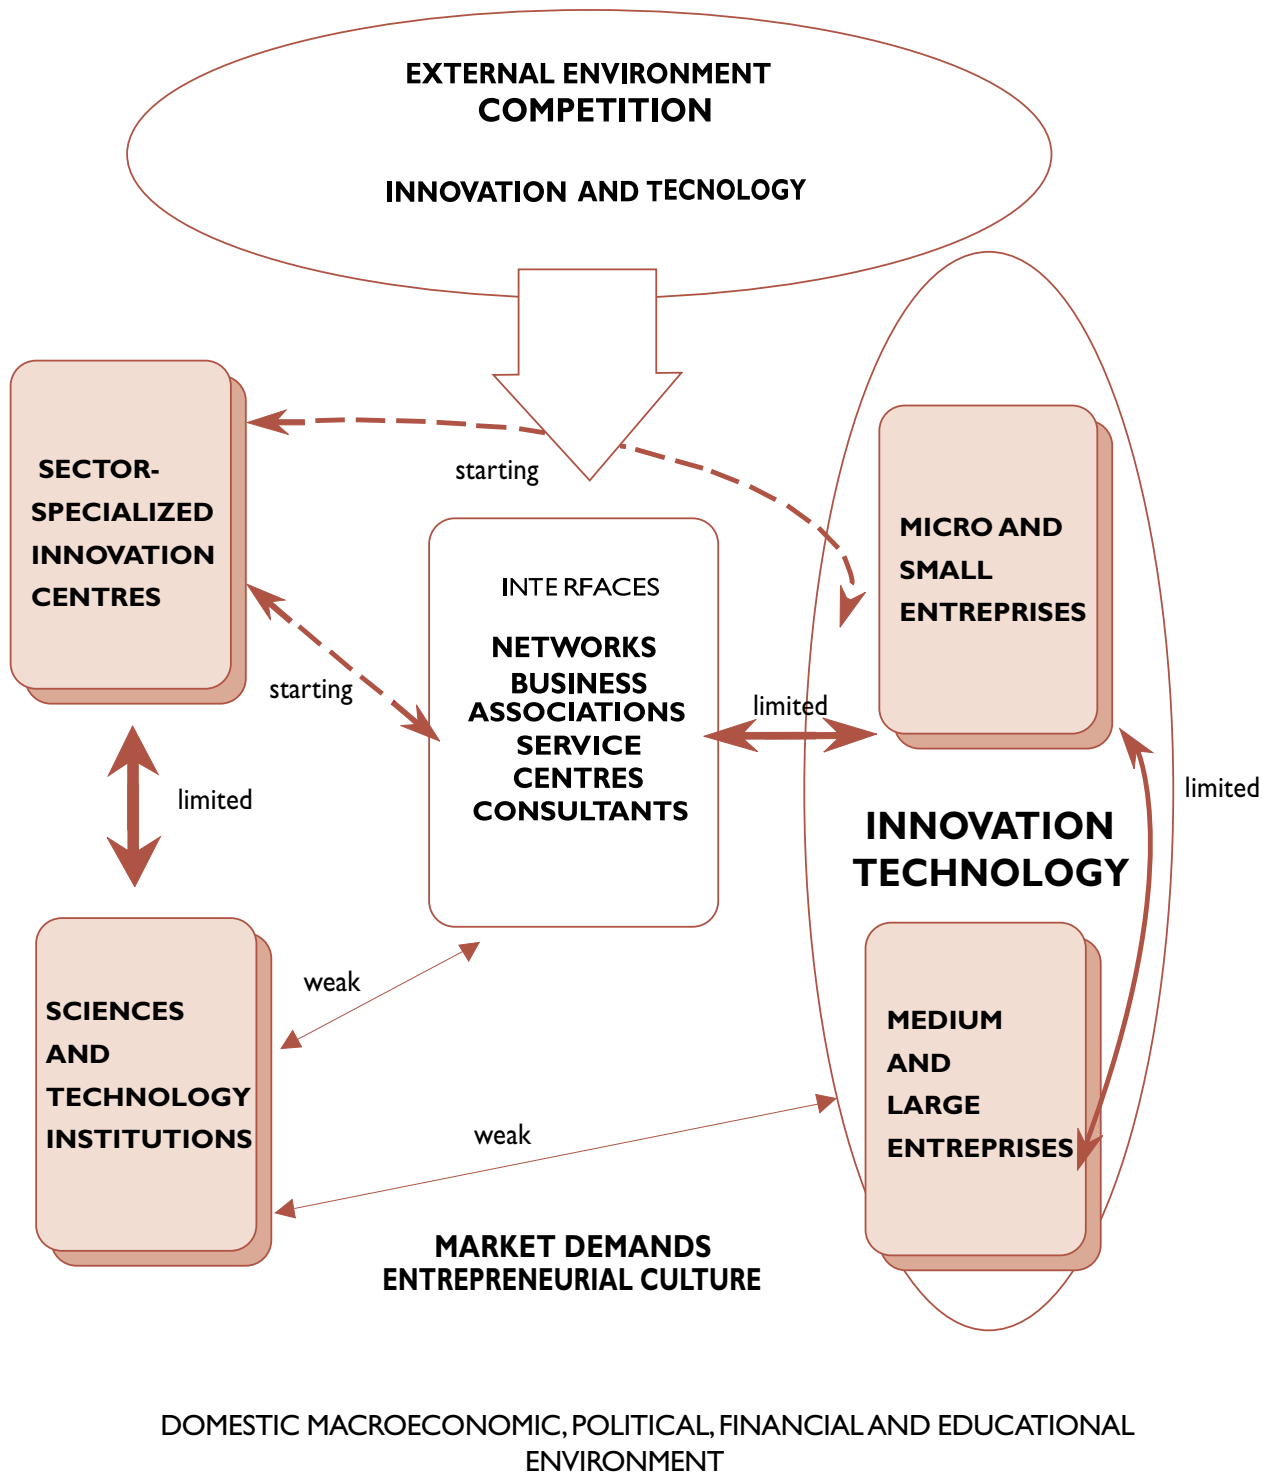 EXTERNAL ENVIRONMENT
COMPETITION
INNOVATION AND TECNOLOGY
SECTOR-
SPECIALIZED
INNOVATION
CENTRES
starting
MICRO AND
SMALL
ENTREPRISES
INTERFACES
NETWORKS
BUSINESS
ASSOCIATIONS
SERVICE
CENTRES
CONSULTANTS
starting
limited
limited
limited
INNOVATION
TECHNOLOGY
SCIENCES
AND
TECHNOLOGY
INSTITUTIONS
weak
weak
MEDIUM
AND
LARGE
ENTREPRISES
MARKET DEMANDS
ENTREPRENEURIAL CULTURE
DOMESTIC MACROECONOMIC, POLITICAL, FINANCIAL AND EDUCATIONAL
ENVIRONMENT